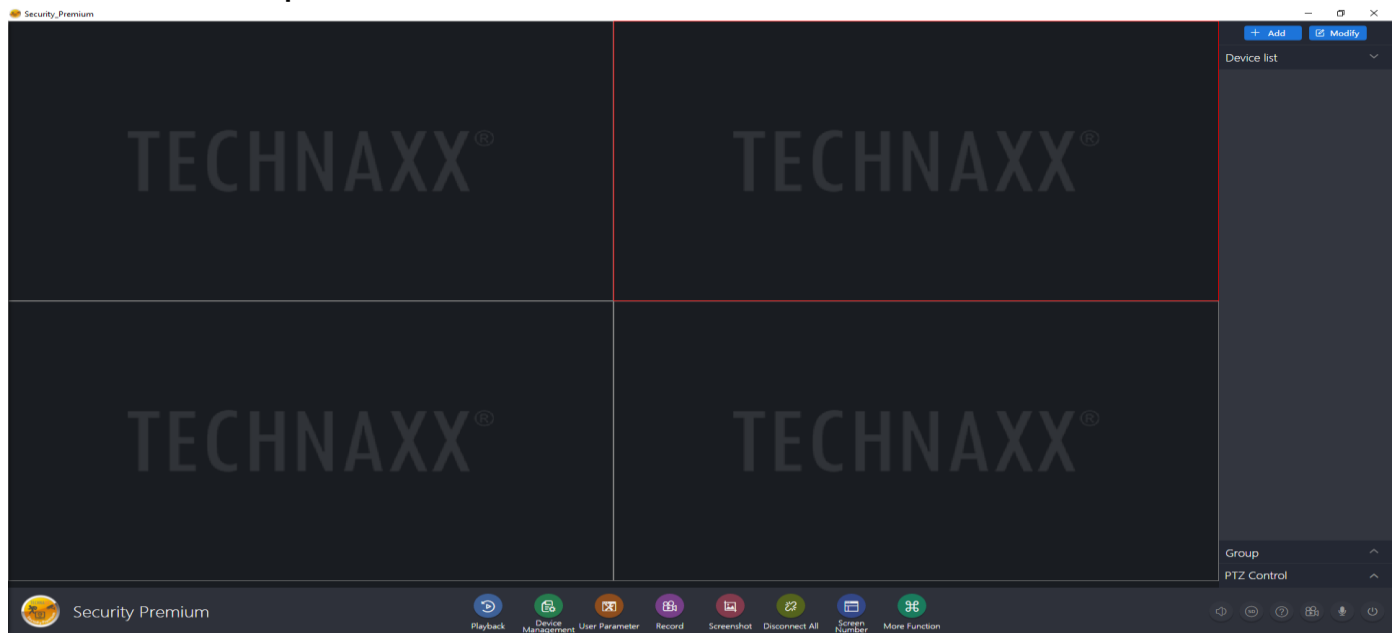 Security_Premium
+ Add
Modify
Device list
TECHNAXX®
TECHNAXX®
TECHNAXX®
TECHNAXX®
Group
PTZ Control
Security Premium
Playback
Device Management
User Parameter
Record
Screenshot
Disconnect All
Screen Number
More Function